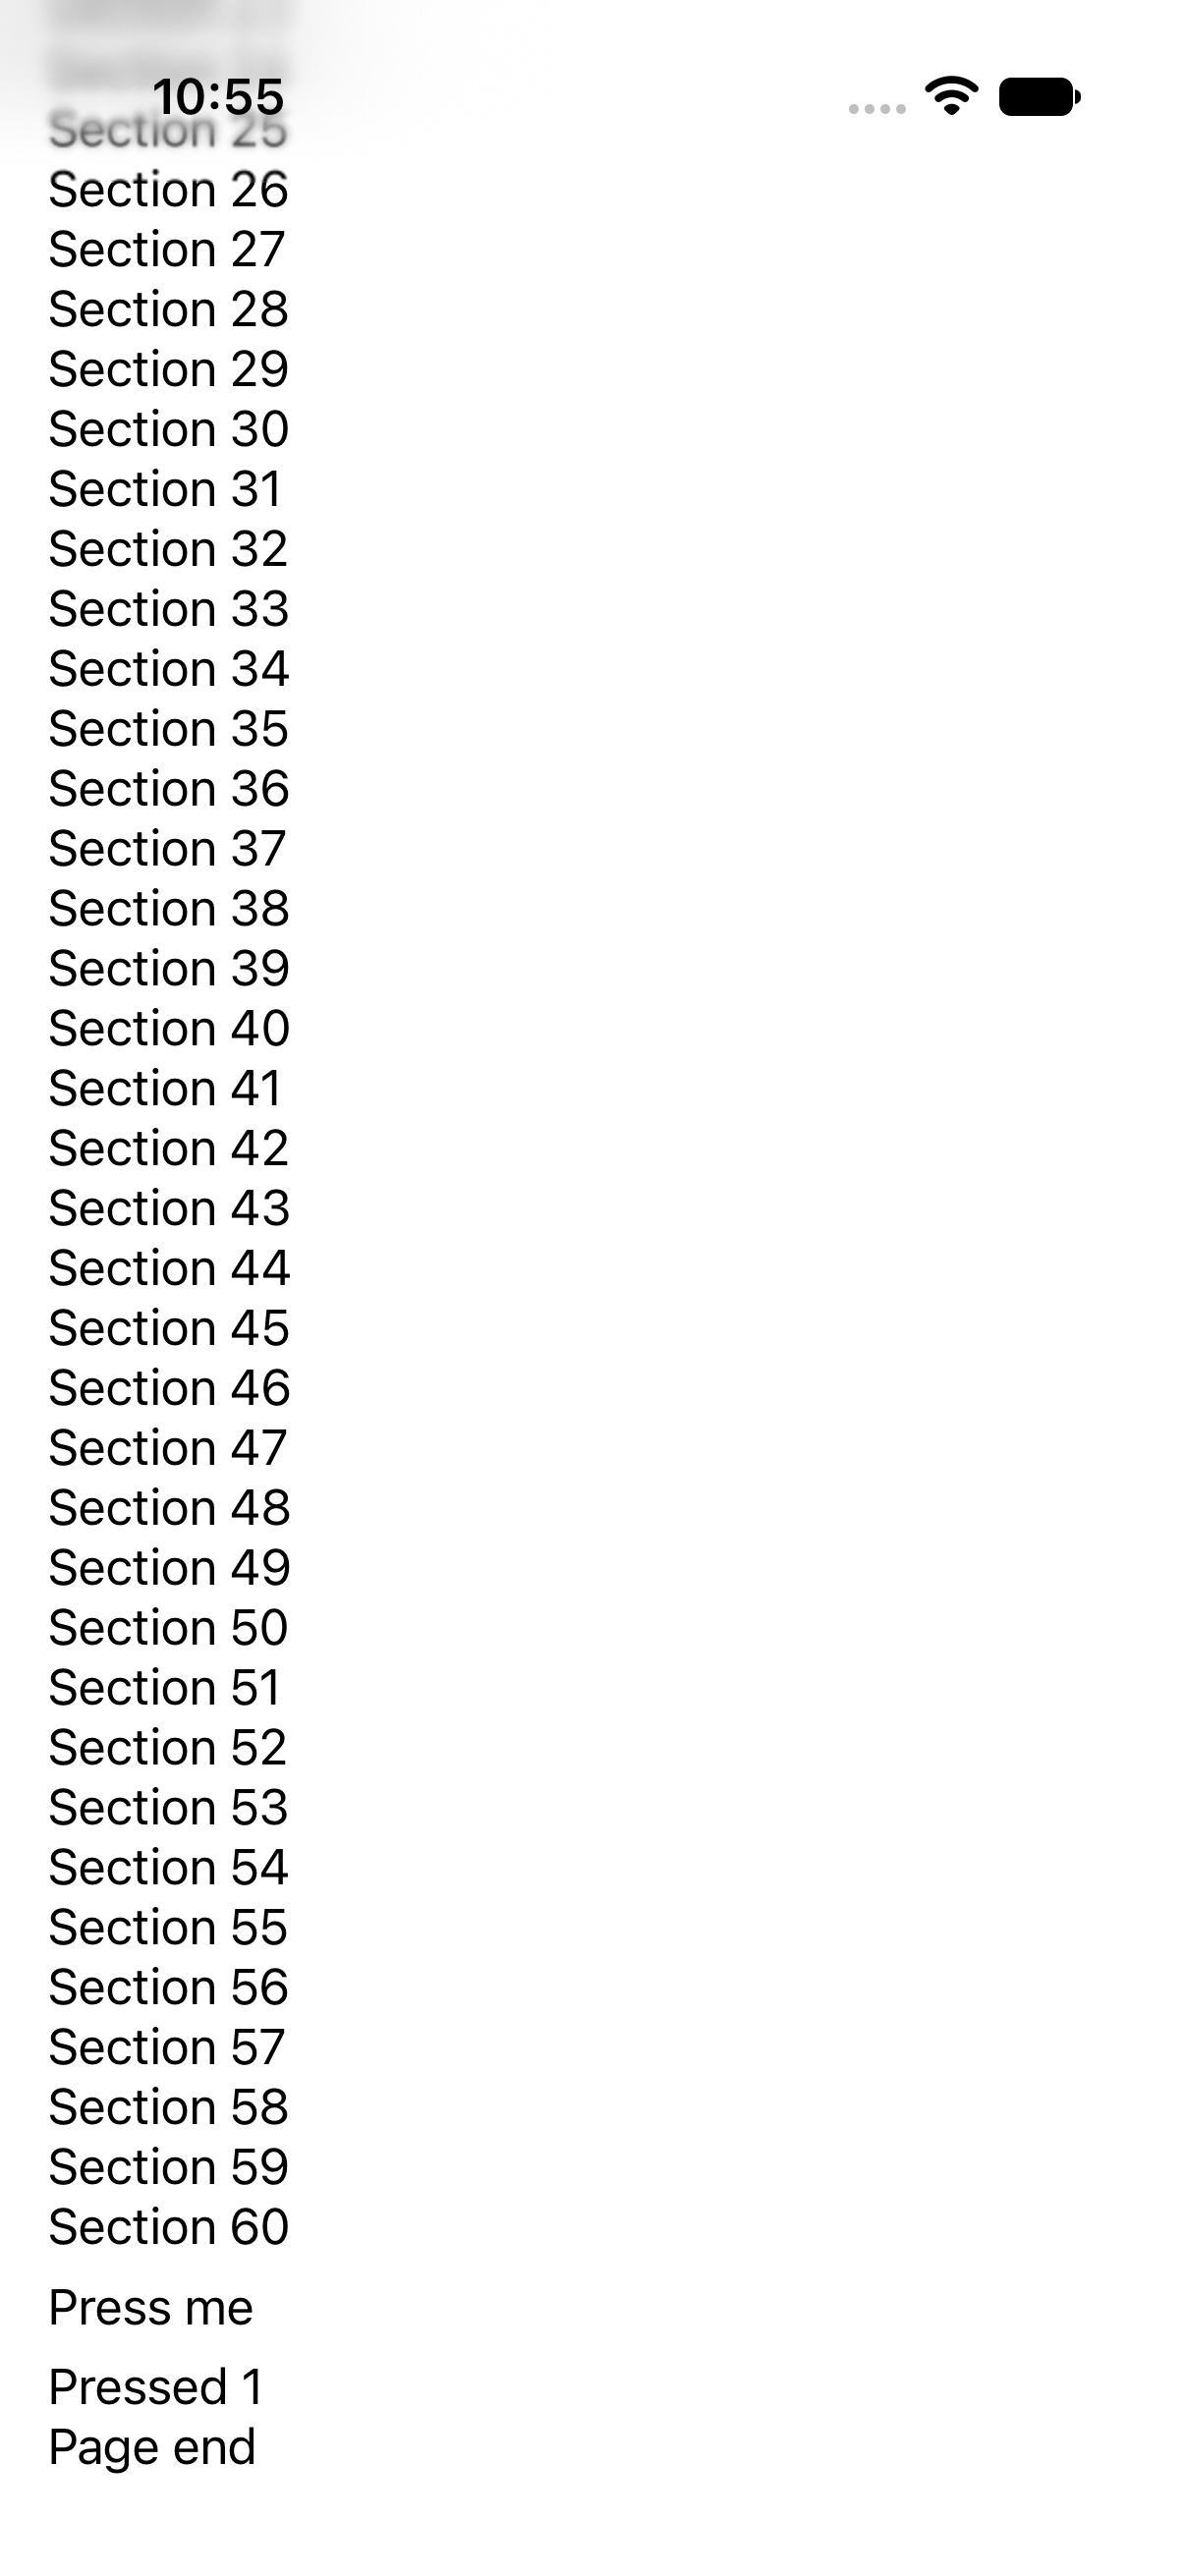 10:55
Section 25
Section 26
Section 27
Section 28
Section 29
Section 30
Section 31
Section 32
Section 33
Section 34
Section 35
Section 36
Section 37
Section 38
Section 39
Section 40
Section 41
Section 42
Section 43
Section 44
Section 45
Section 46
Section 47
Section 48
Section 49
Section 50
Section 51
Section 52
Section 53
Section 54
Section 55
Section 56
Section 57
Section 58
Section 59
Section 60
Press me
Pressed 1
Page end